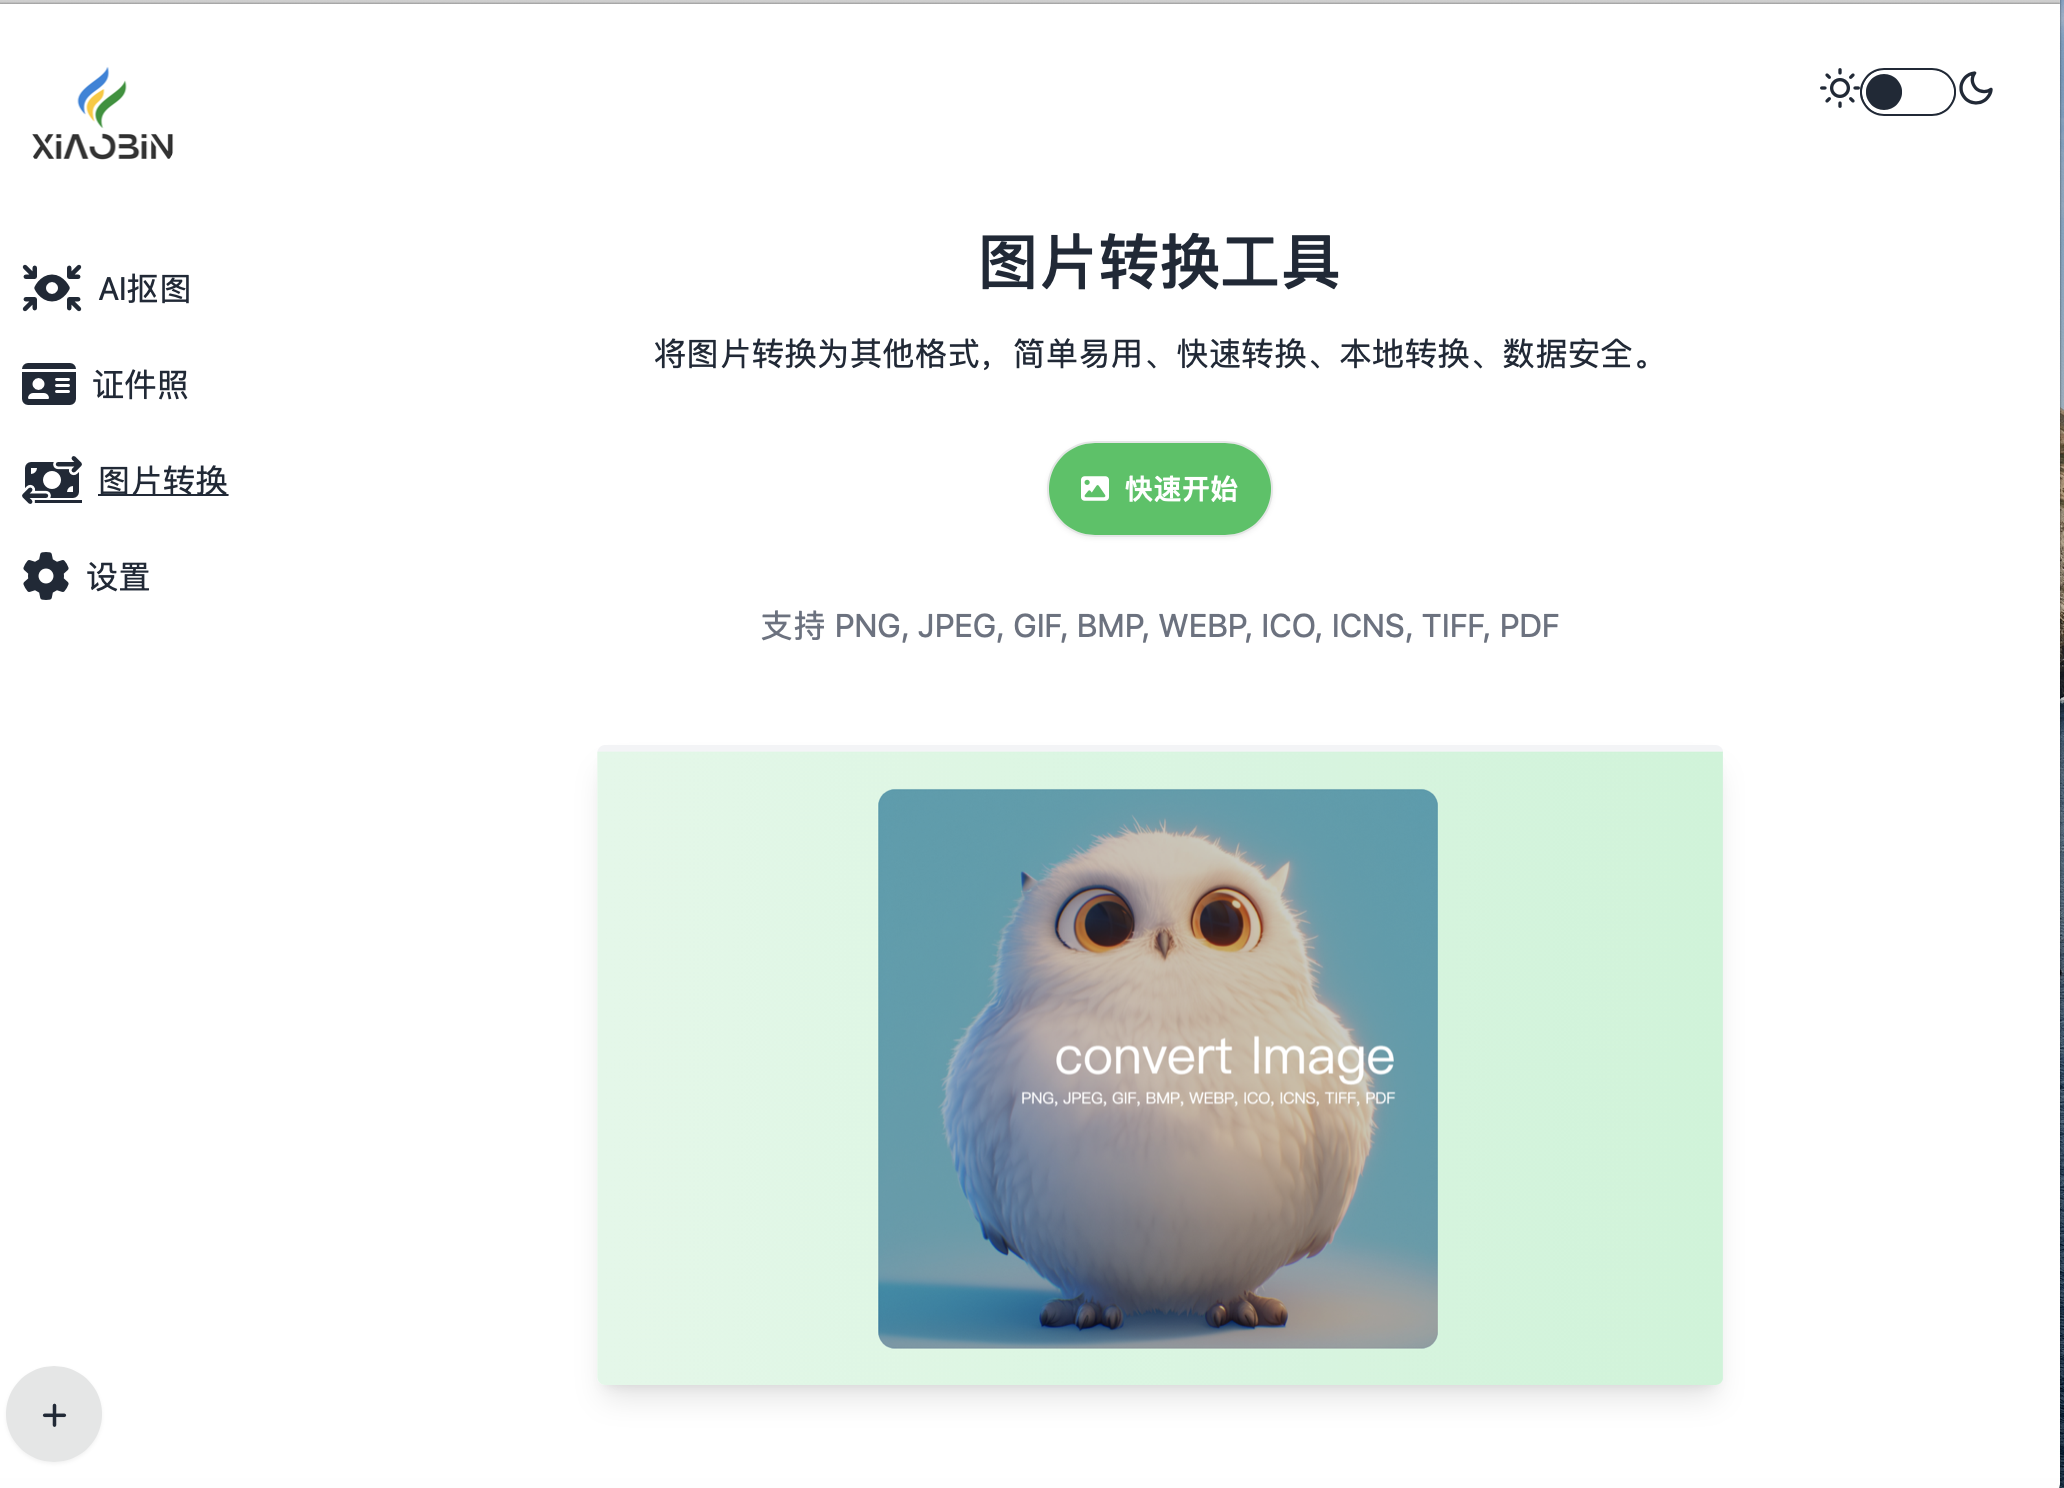 XiAOBiN
AI抠图
证件照
图片转换
设置
图片转换工具
将图片转换为其他格式，简单易用、快速转换、本地转换、数据安全。
快速开始
支持 PNG, JPEG, GIF, BMP, WEBP, ICO, ICNS, TIFF, PDF
convert Image
PNG, JPEG, GIF, BMP, WEBP, ICO, ICNS, TIFF, PDF
+